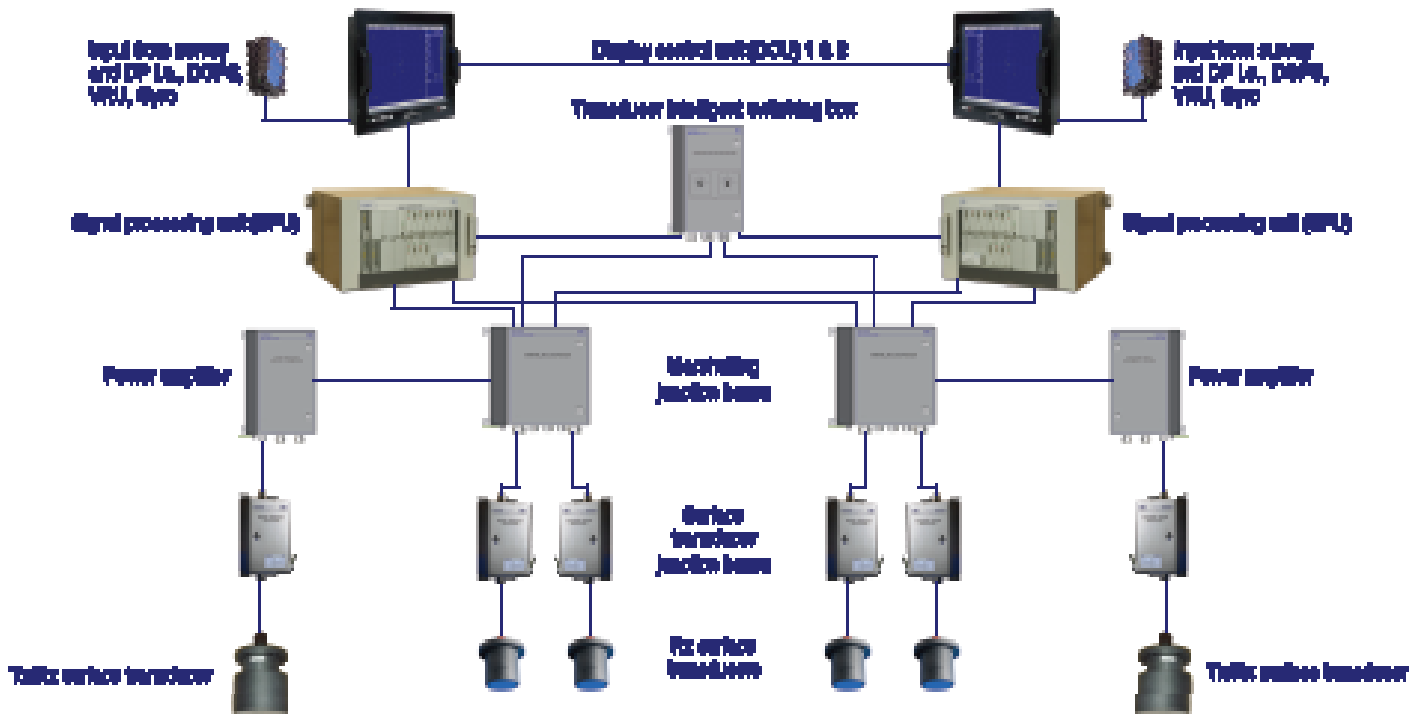 Input from survey
and DP i.e., DGPS,
VRU, Gyro
Display control unit (DCU) 1 & 2
Input from survey
and DP i.e., DGPS,
VRU, Gyro
Transducer intelligent switching box
Signal processing unit (SPU)
Signal processing unit (SPU)
Power amplifier
Marshalling
junction boxes
Power amplifier
Surface
transducer
junction boxes
surface transducer
Rx surface
transducers
surface transducer